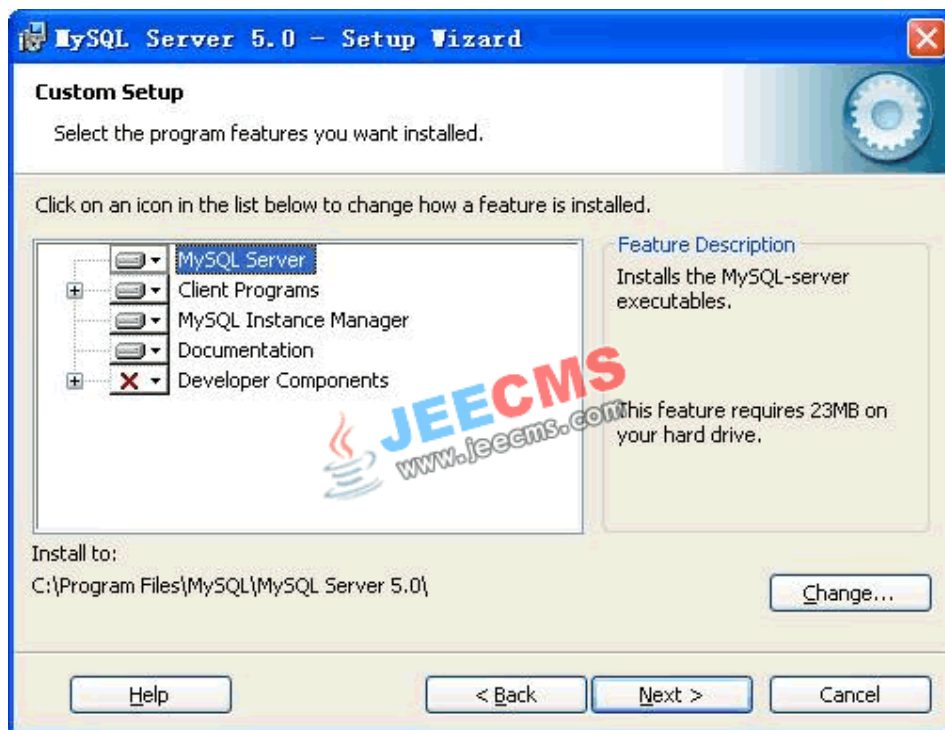 MySQL Server 5.0 - Setup Wizard
Custom Setup
Select the program features you want installed.
Click on an icon in the list below to change how a feature is installed.
MySQL Server
Client Programs
MySQL Instance Manager
Documentation
Developer Components
Feature Description
Installs the MySQL-server
executables.
This feature requires 23MB on
your hard drive.
JEECMS
www.jeecms.com
Install to:
C:\Program Files\MySQL\MySQL Server 5.0\
Change...
Help
< Back
Next >
Cancel